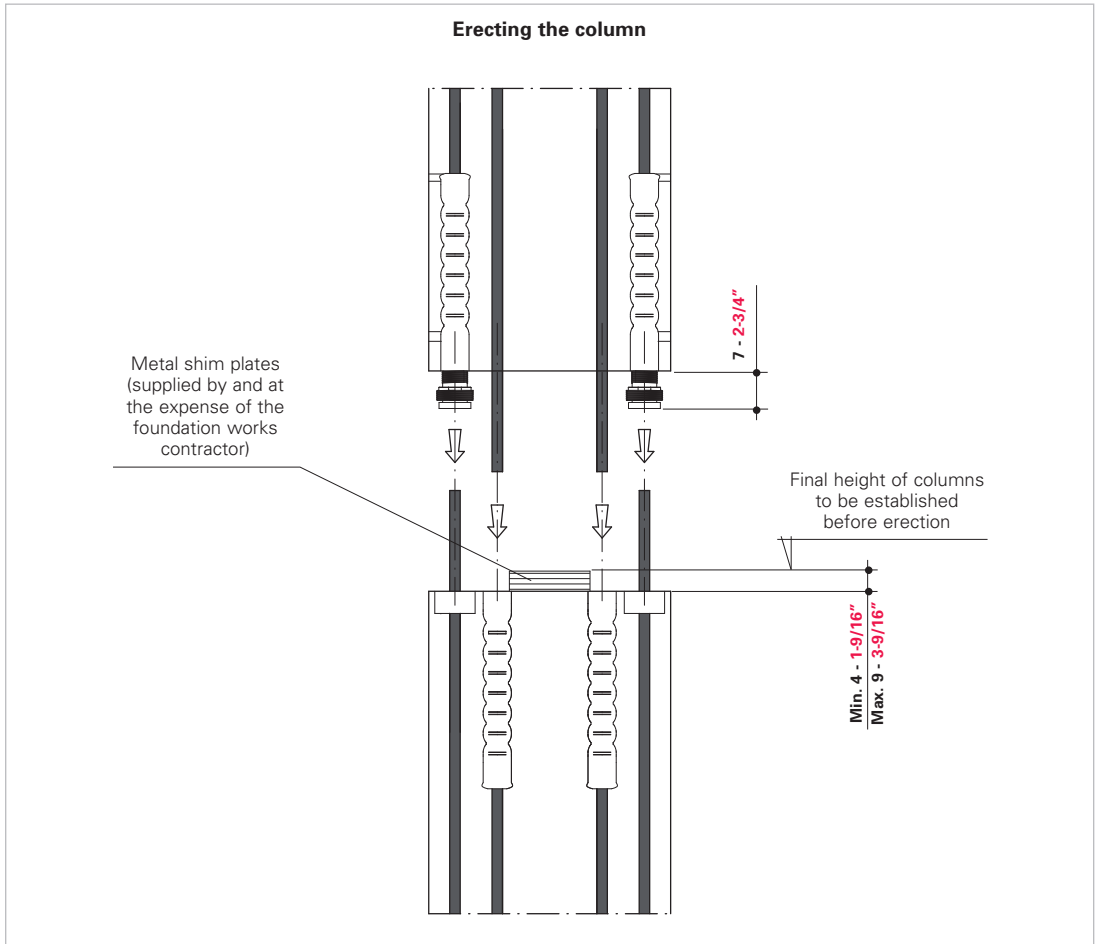 Erecting the column
7 - 2-3/4"
Metal shim plates
(supplied by and at
the expense of the
foundation works
contractor)
Final height of columns
to be established
before erection
Min. 4 - 1-9/16"
Max. 9 - 3-9/16"